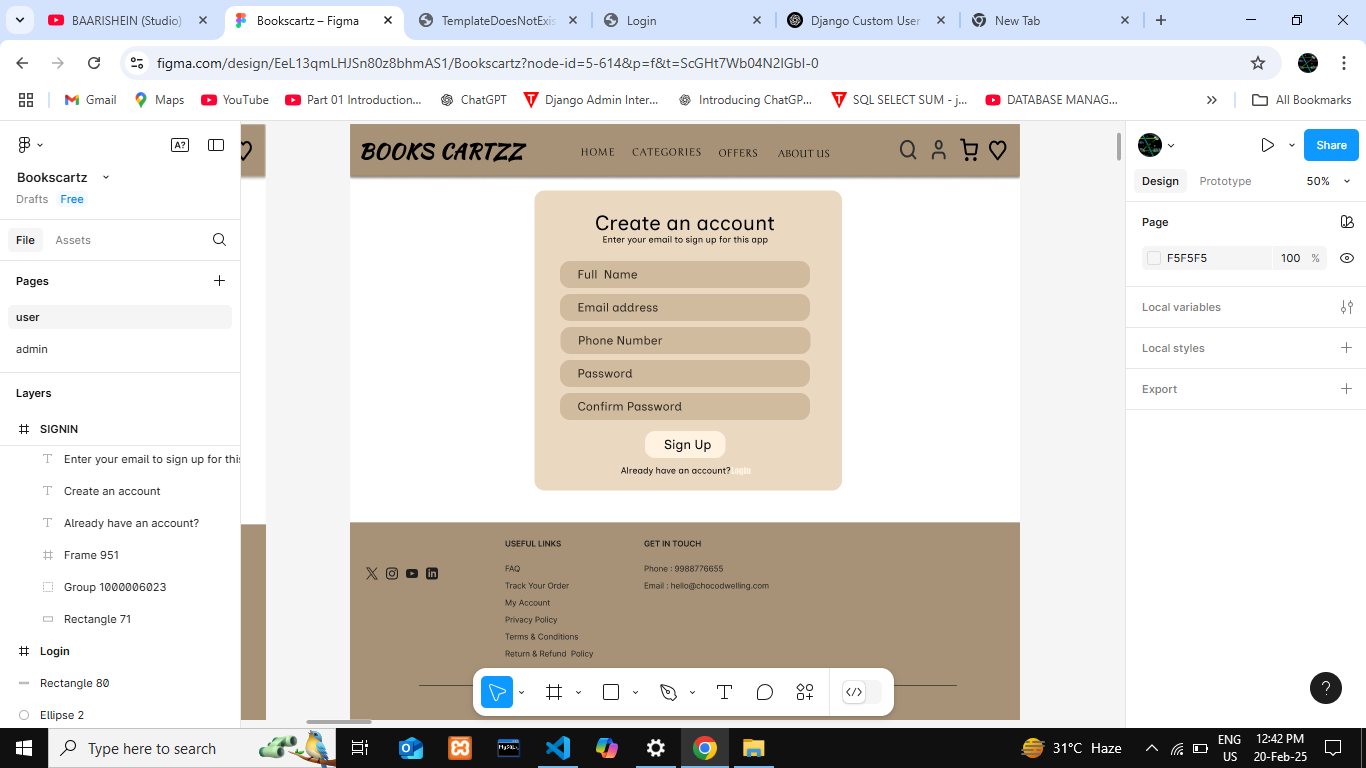 BAARISHEIN (Studio)
Bookscartz – Figma
TemplateDoesNotExis
Login
Django Custom User
New Tab
figma.com/design/EeL13qmLHJSn80z8bhmAS1/Bookscartz?node-id=5-614&p=f&t=ScGHt7Wb04N2IGbI-0
Gmail
Maps
YouTube
Part 01 Introduction...
ChatGPT
Django Admin Inter...
Introducing ChatGP...
SQL SELECT SUM - j...
DATABASE MANAG...
All Bookmarks
A?
Bookscartz
Drafts Free
File Assets
Pages
user
admin
Layers
SIGNIN
Enter your email to sign up for this
Create an account
Already have an account?
Frame 951
Group 1000006023
Rectangle 71
Login
Rectangle 80
Ellipse 2
BOOKS CARTZZ
HOME CATEGORIES OFFERS ABOUT US
Create an account
Enter your email to sign up for this app
Full Name
Email address
Phone Number
Password
Confirm Password
Sign Up
Already have an account?Login
USEFUL LINKS
FAQ
Track Your Order
My Account
Privacy Policy
Terms & Conditions
Return & Refund Policy
GET IN TOUCH
Phone : 9988776655
Email : hello@chocodwelling.com
Share
Design Prototype 50%
Page
F5F5F5 100 %
Local variables
Local styles
Export
?
Type here to search
31°C Haze
ENG
US
12:42 PM
20-Feb-25